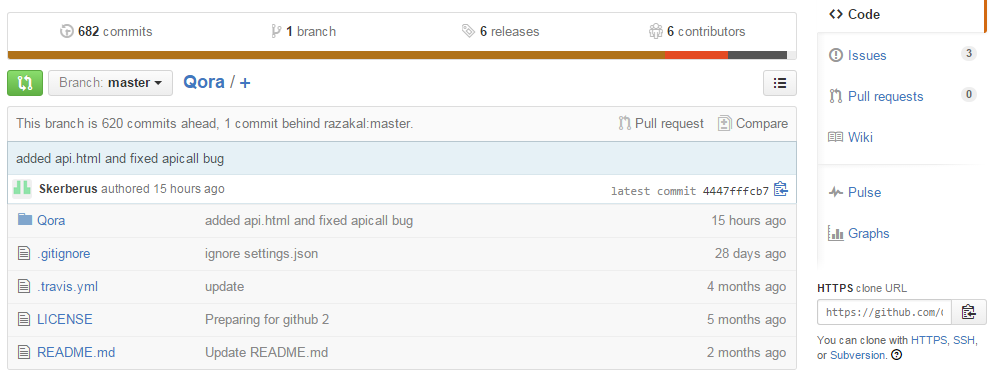 682 commits 1 branch 6 releases 6 contributors
Branch: master Qora / +
This branch is 620 commits ahead, 1 commit behind razakal:master. Pull request Compare
added api.html and fixed apicall bug
Skerberus authored 15 hours ago latest commit 4447fffcb7
Qora added api.html and fixed apicall bug 15 hours ago
.gitignore ignore settings.json 28 days ago
.travis.yml update 4 months ago
LICENSE Preparing for github 2 5 months ago
README.md Update README.md 2 months ago
Code
Issues 3
Pull requests 0
Wiki
Pulse
Graphs
HTTPS clone URL
https://github.com/
You can clone with HTTPS, SSH,
or Subversion.